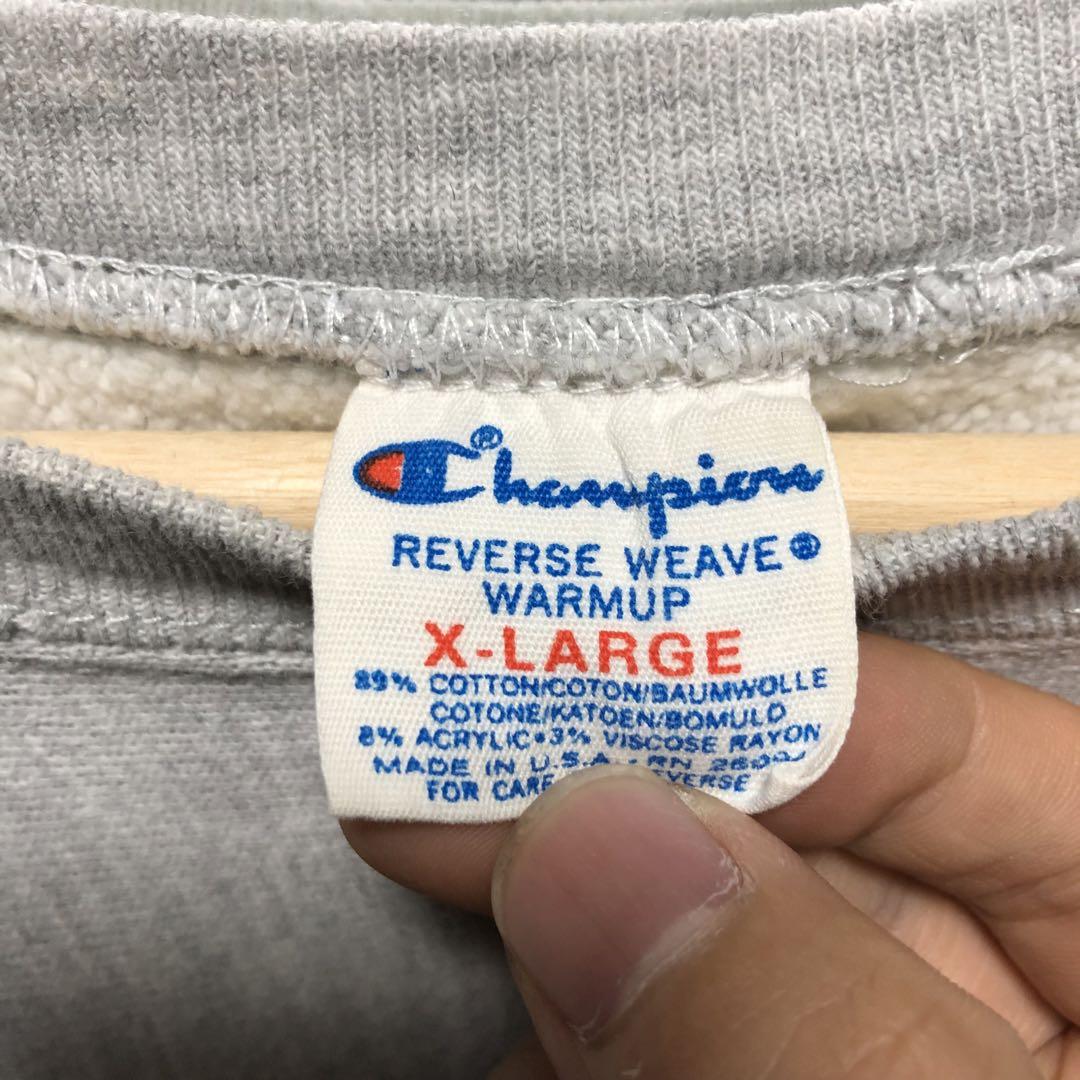 Champion®
REVERSE WEAVE®
WARMUP
X-LARGE
89% COTTON/COTON/BAUMWOLLE
COTONE/KATOEN/BOMULD
8% ACRYLIC•3% VISCOSE RAYON
MADE IN U.S.A. - RN
FOR CARE